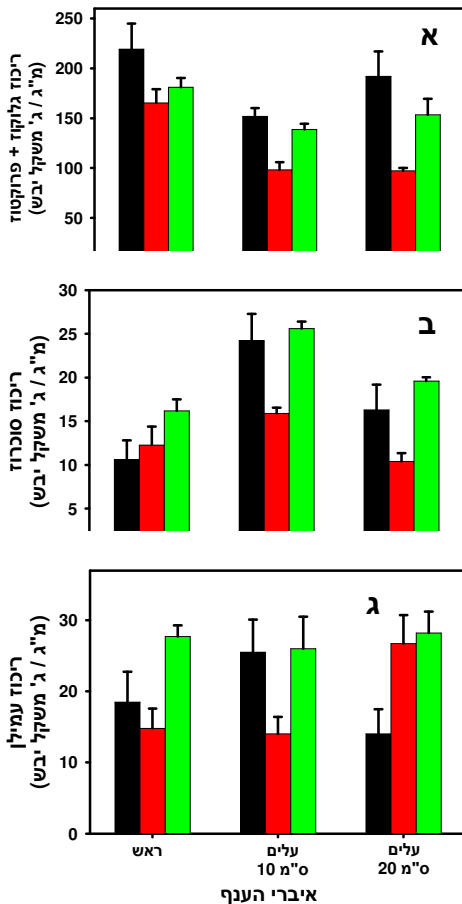 א
ריכוז גלוקוז + פרוקטוז
(מ"ג / ג' משקל יבש)
250
200
150
100
50
ב
ריכוז סוכרוז
(מ"ג / ג' משקל יבש)
30
25
20
15
10
5
ג
ריכוז עמילן
(מ"ג / ג' משקל יבש)
30
20
10
0
ראש
עלים
10 ס"מ
עלים
20 ס"מ
איברי הענף